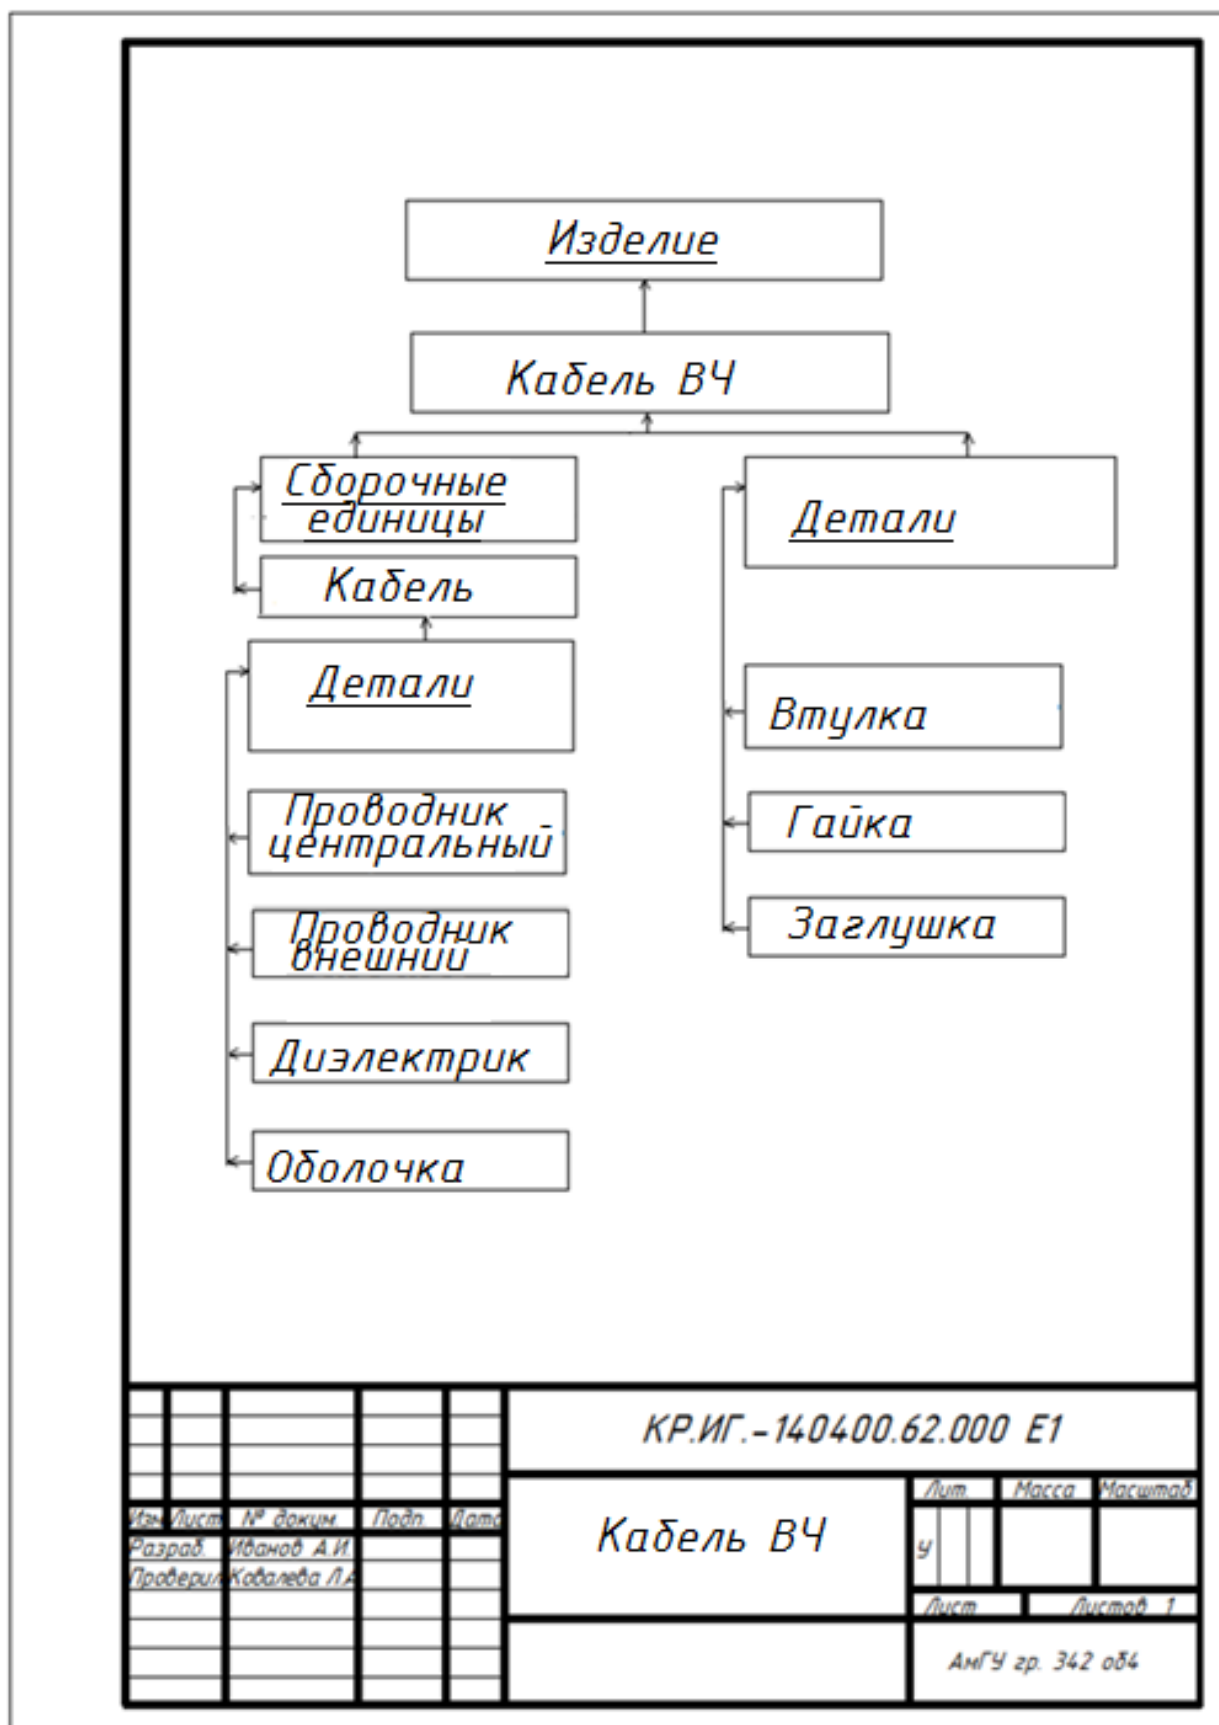 Изделие
Кабель ВЧ
Сборочные
единицы
Кабель
Детали
Проводник
центральный
Проводник
внешний
Диэлектрик
Оболочка
Детали
Втулка
Гайка
Заглушка
КР.ИГ.-140400.62.000 Е1
Кабель ВЧ
Лит. Масса Масштаб
У
Лист Листов 1
АмГУ гр. 342 об4
Изм Лист № докум. Подп. Дата
Разраб. Иванов А.И.
Проверил Ковалева Л.А